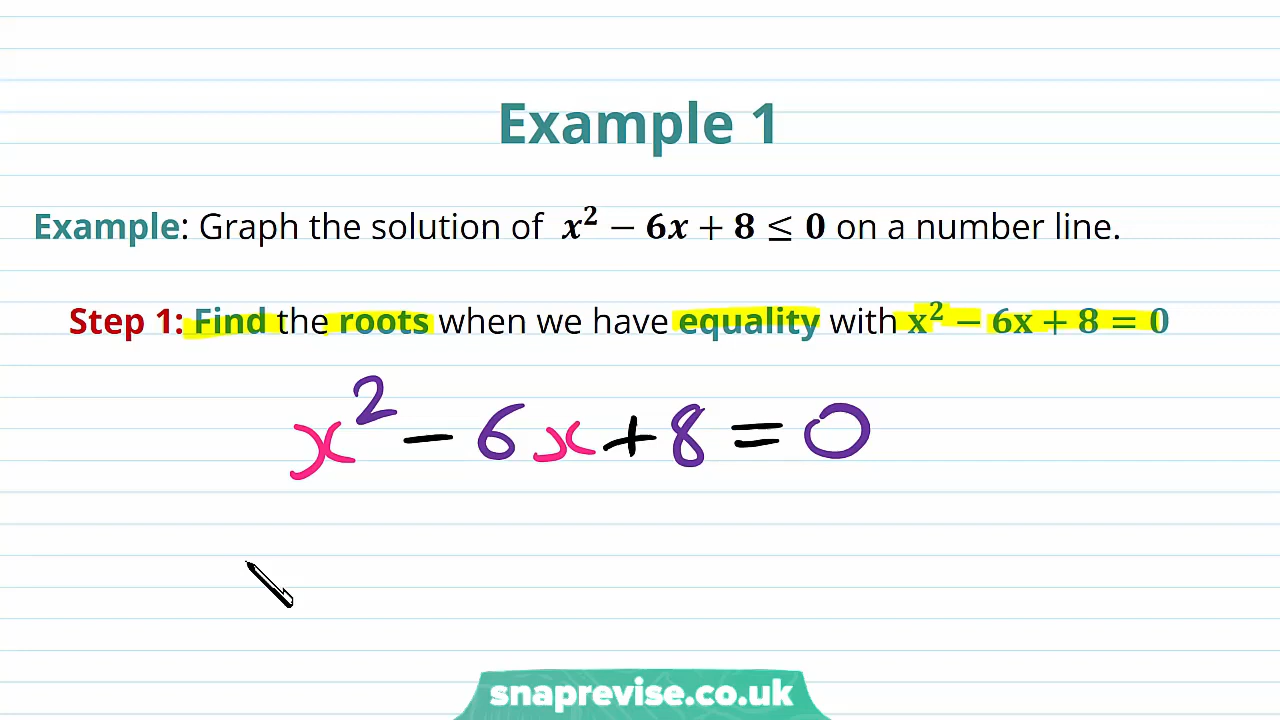 Example 1
Example: Graph the solution of x² − 6x + 8 ≤ 0 on a number line.
Step 1: Find the roots when we have equality with x² − 6x + 8 = 0
x² − 6x + 8 = 0
snaprevise.co.uk